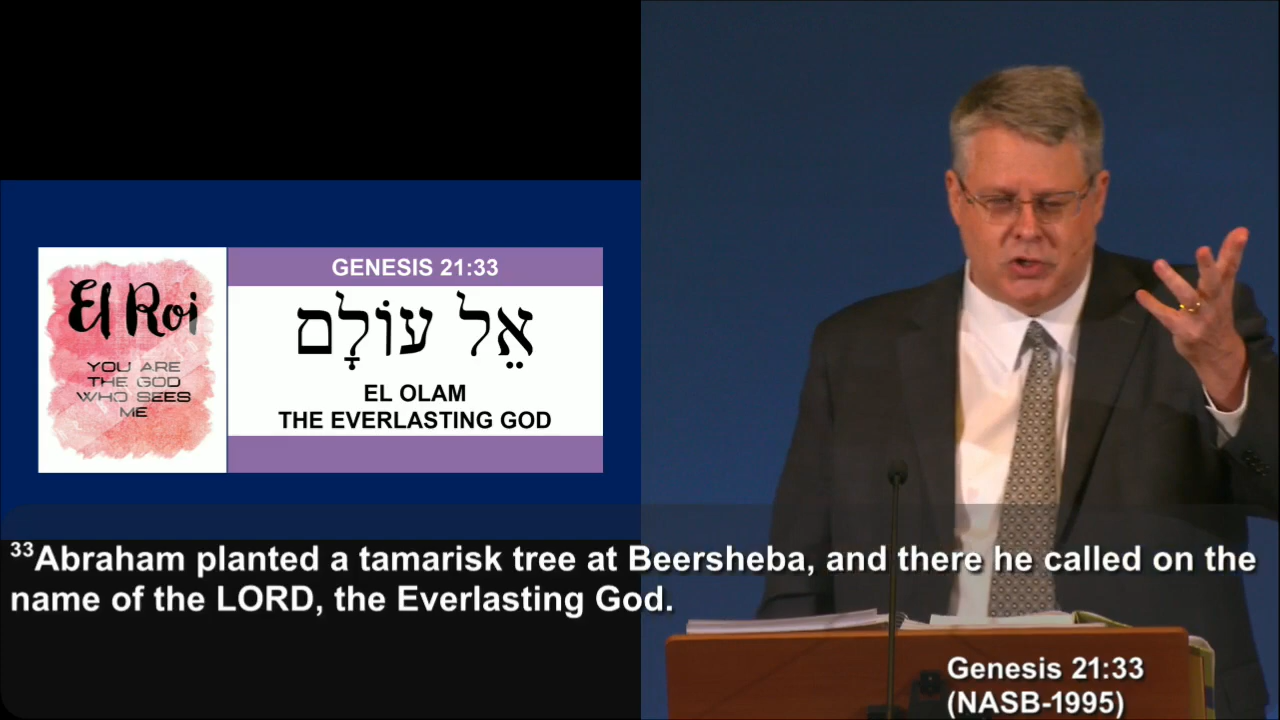 El Roi
YOU ARE
THE GOD
WHO SEES
ME
GENESIS 21:33
אֵל עוֹלָם
EL OLAM
THE EVERLASTING GOD
33Abraham planted a tamarisk tree at Beersheba, and there he called on the
name of the LORD, the Everlasting God.
Genesis 21:33
(NASB-1995)